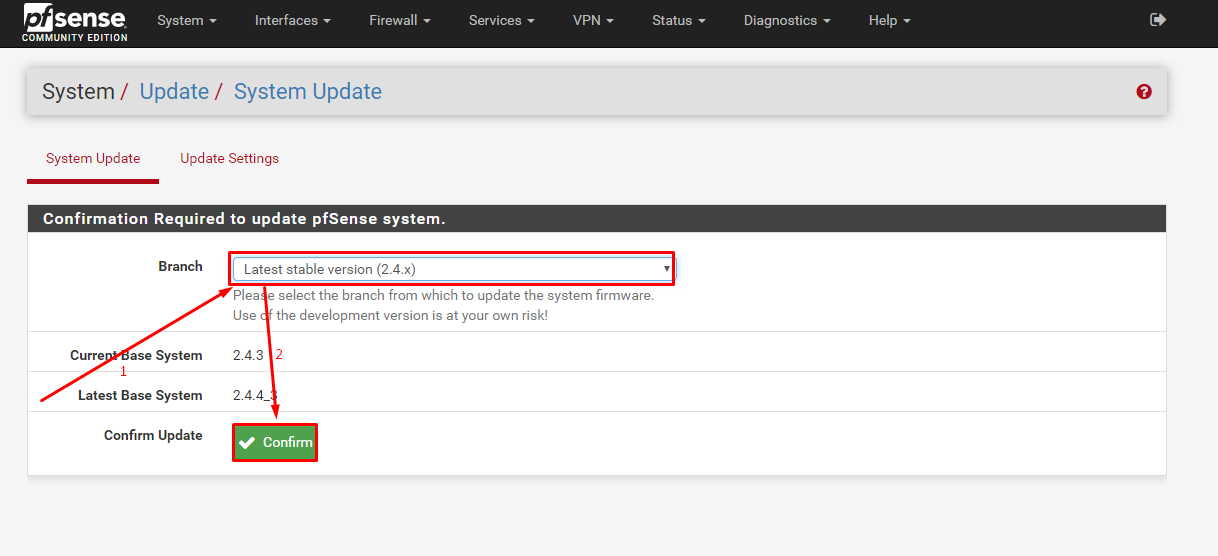 pfsense
COMMUNITY EDITION
System Interfaces Firewall Services VPN Status Diagnostics Help
System / Update / System Update
System Update Update Settings
Confirmation Required to update pfSense system.
Branch Latest stable version (2.4.x)
Please select the branch from which to update the system firmware.
Use of the development version is at your own risk!
Current Base System 2.4.3 2
1
Latest Base System 2.4.4_3
Confirm Update Confirm